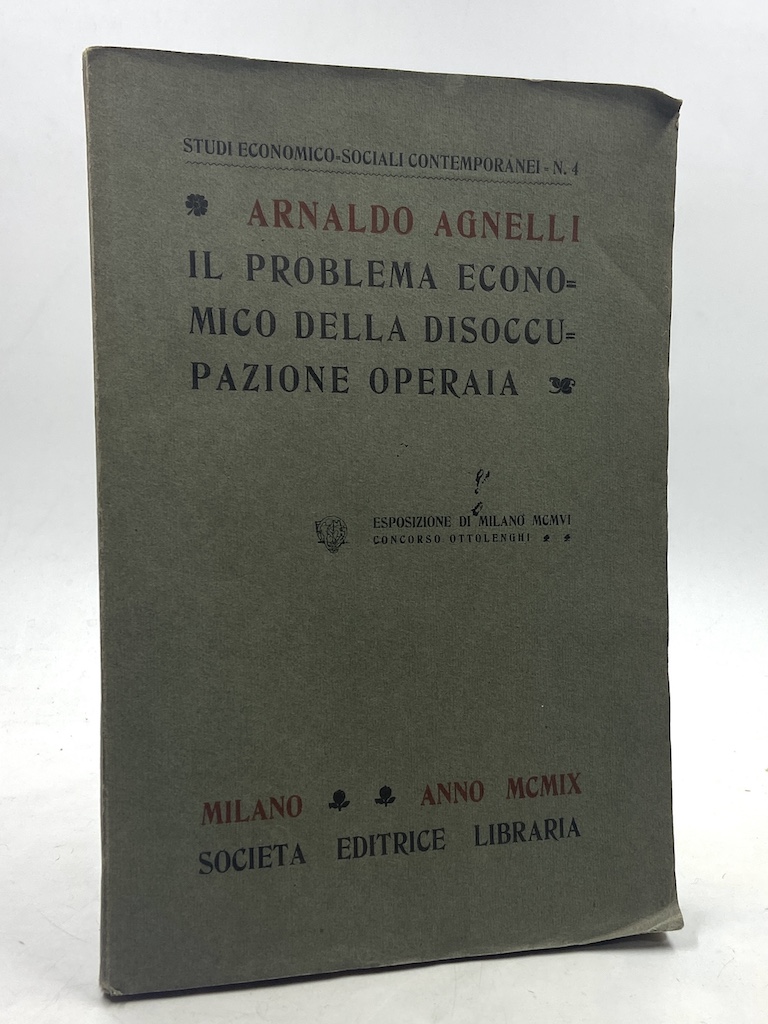 STUDI ECONOMICO=SOCIALI CONTEMPORANEI - N. 4
ARNALDO AGNELLI
IL PROBLEMA ECONO=
MICO DELLA DISOCCU=
PAZIONE OPERAIA
ESPOSIZIONE DI MILANO MCMVI
CONCORSO OTTOLENGHI
MILANO ANNO MCMIX
SOCIETA EDITRICE LIBRARIA